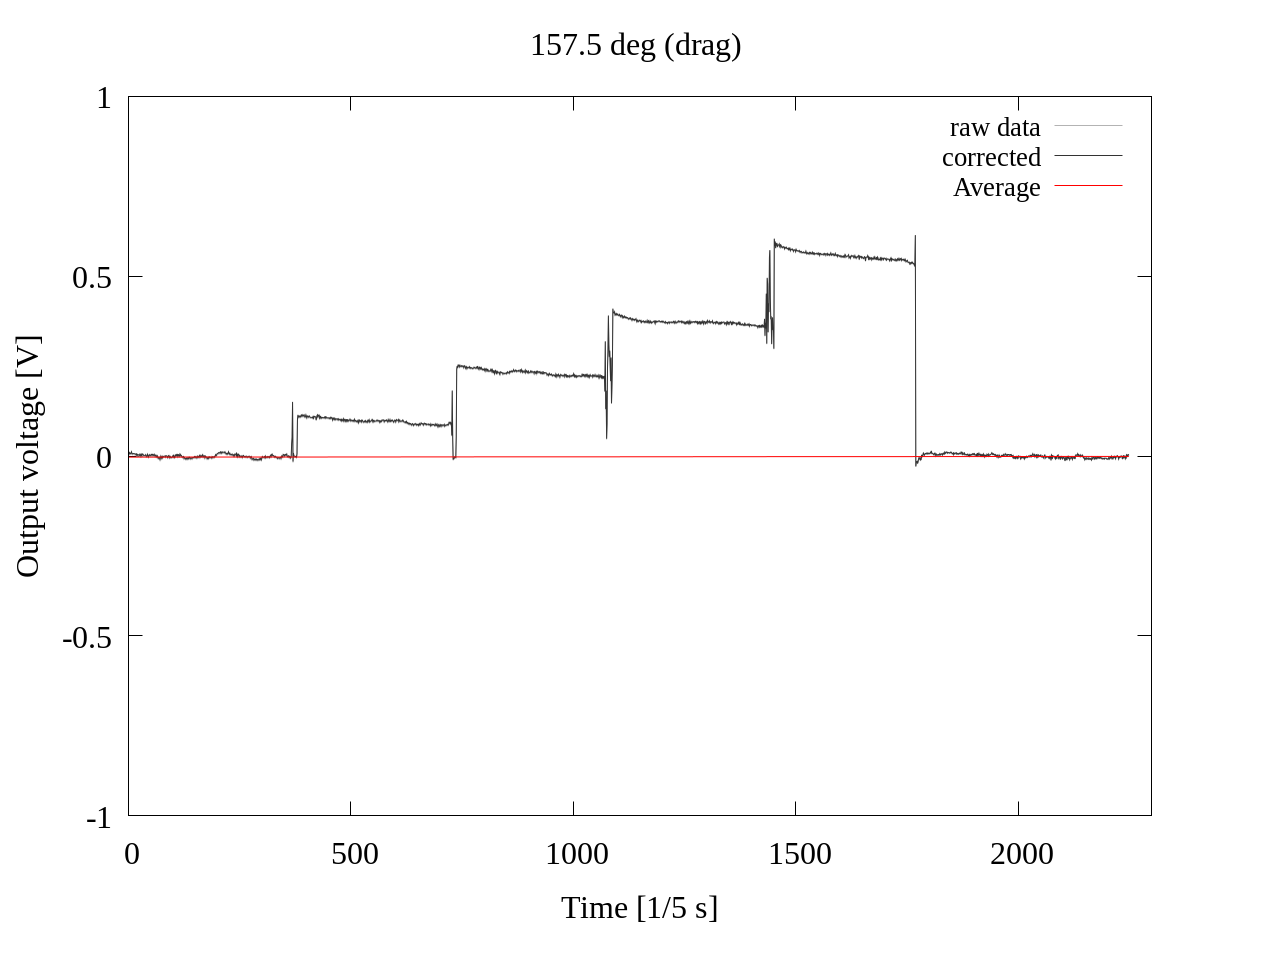 157.5 deg (drag)
raw data
corrected
Average
1
0.5
0
-0.5
-1
Output voltage [V]
0 500 1000 1500 2000
Time [1/5 s]